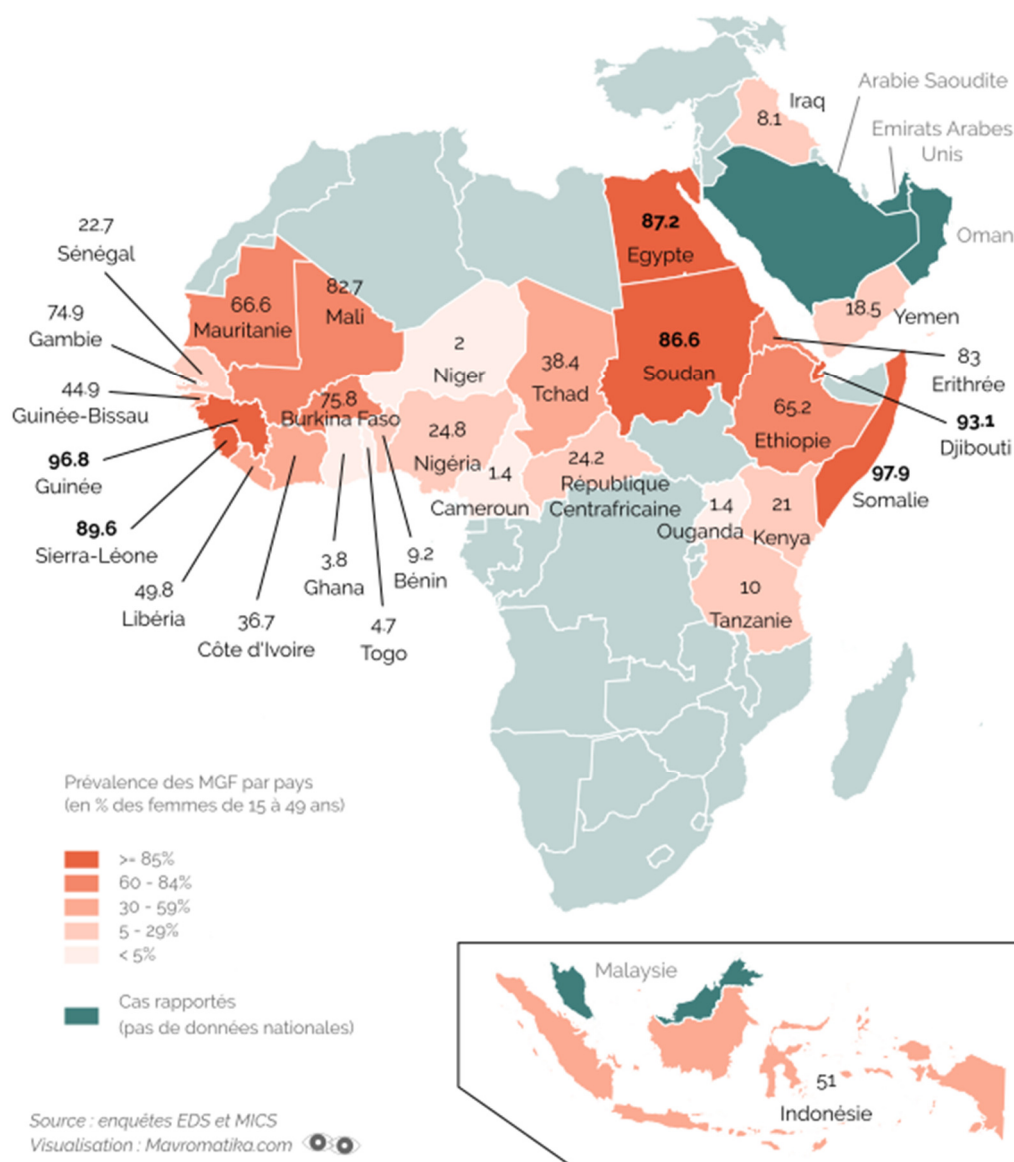 Arabie Saoudite
Iraq
8.1
Emirats Arabes
Unis
Oman
22.7
Sénégal
87.2
Egypte
74.9
Gambie
66.6
Mauritanie
82.7
Mali
18.5
Yemen
2
Niger
38.4
Tchad
86.6
Soudan
83
Erithrée
44.9
Guinée-Bissau
75.8
Burkina Faso
65.2
Ethiopie
93.1
Djibouti
24.8
Nigéria
96.8
Guinée
1.4
Cameroun
24.2
République
Centrafricaine
1.4
Ouganda
21
Kenya
97.9
Somalie
89.6
Sierra-Léone
3.8
Ghana
9.2
Bénin
49.8
Libéria
36.7
Côte d'Ivoire
4.7
Togo
10
Tanzanie
Prévalence des MGF par pays
(en % des femmes de 15 à 49 ans)
>= 85%
60 - 84%
30 - 59%
5 - 29%
< 5%
Cas rapportés
(pas de données nationales)
Malaysie
51
Indonésie
Source : enquêtes EDS et MICS
Visualisation : Mavromatika.com